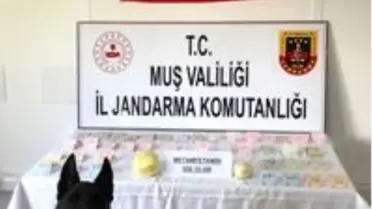 T.C.
MUŞ VALİLİĞİ
İL JANDARMA KOMUTANLIĞI